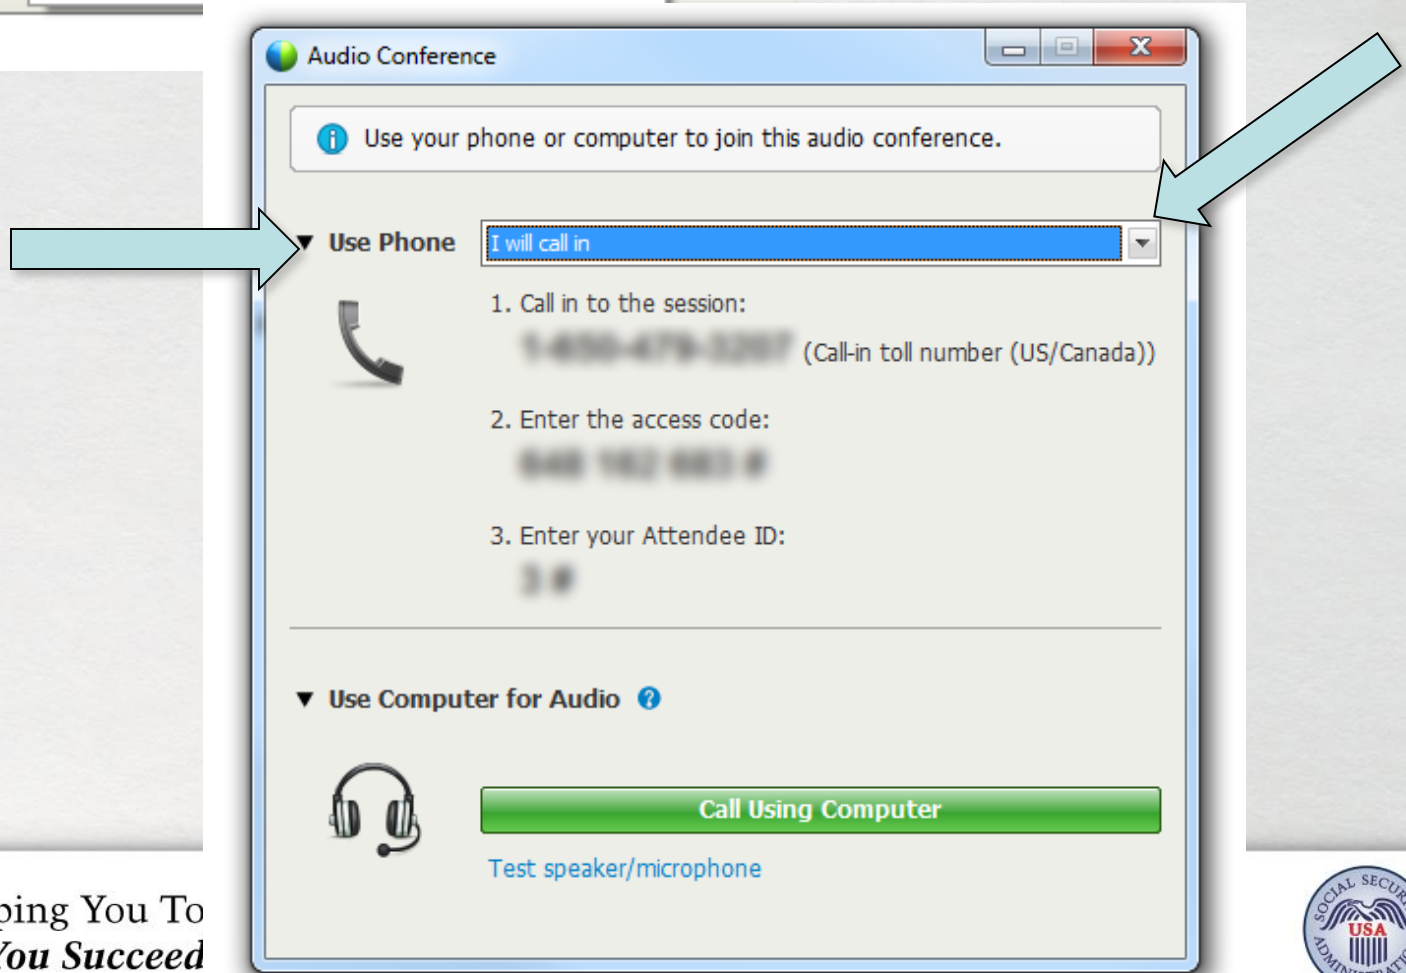 Audio Conference
Use your phone or computer to join this audio conference.
Use Phone
I will call in
1. Call in to the session:
(Call-in toll number (US/Canada))
2. Enter the access code:
3. Enter your Attendee ID:
Use Computer for Audio
Call Using Computer
Test speaker/microphone
ping You To
You Succeed
SOCIAL
USA